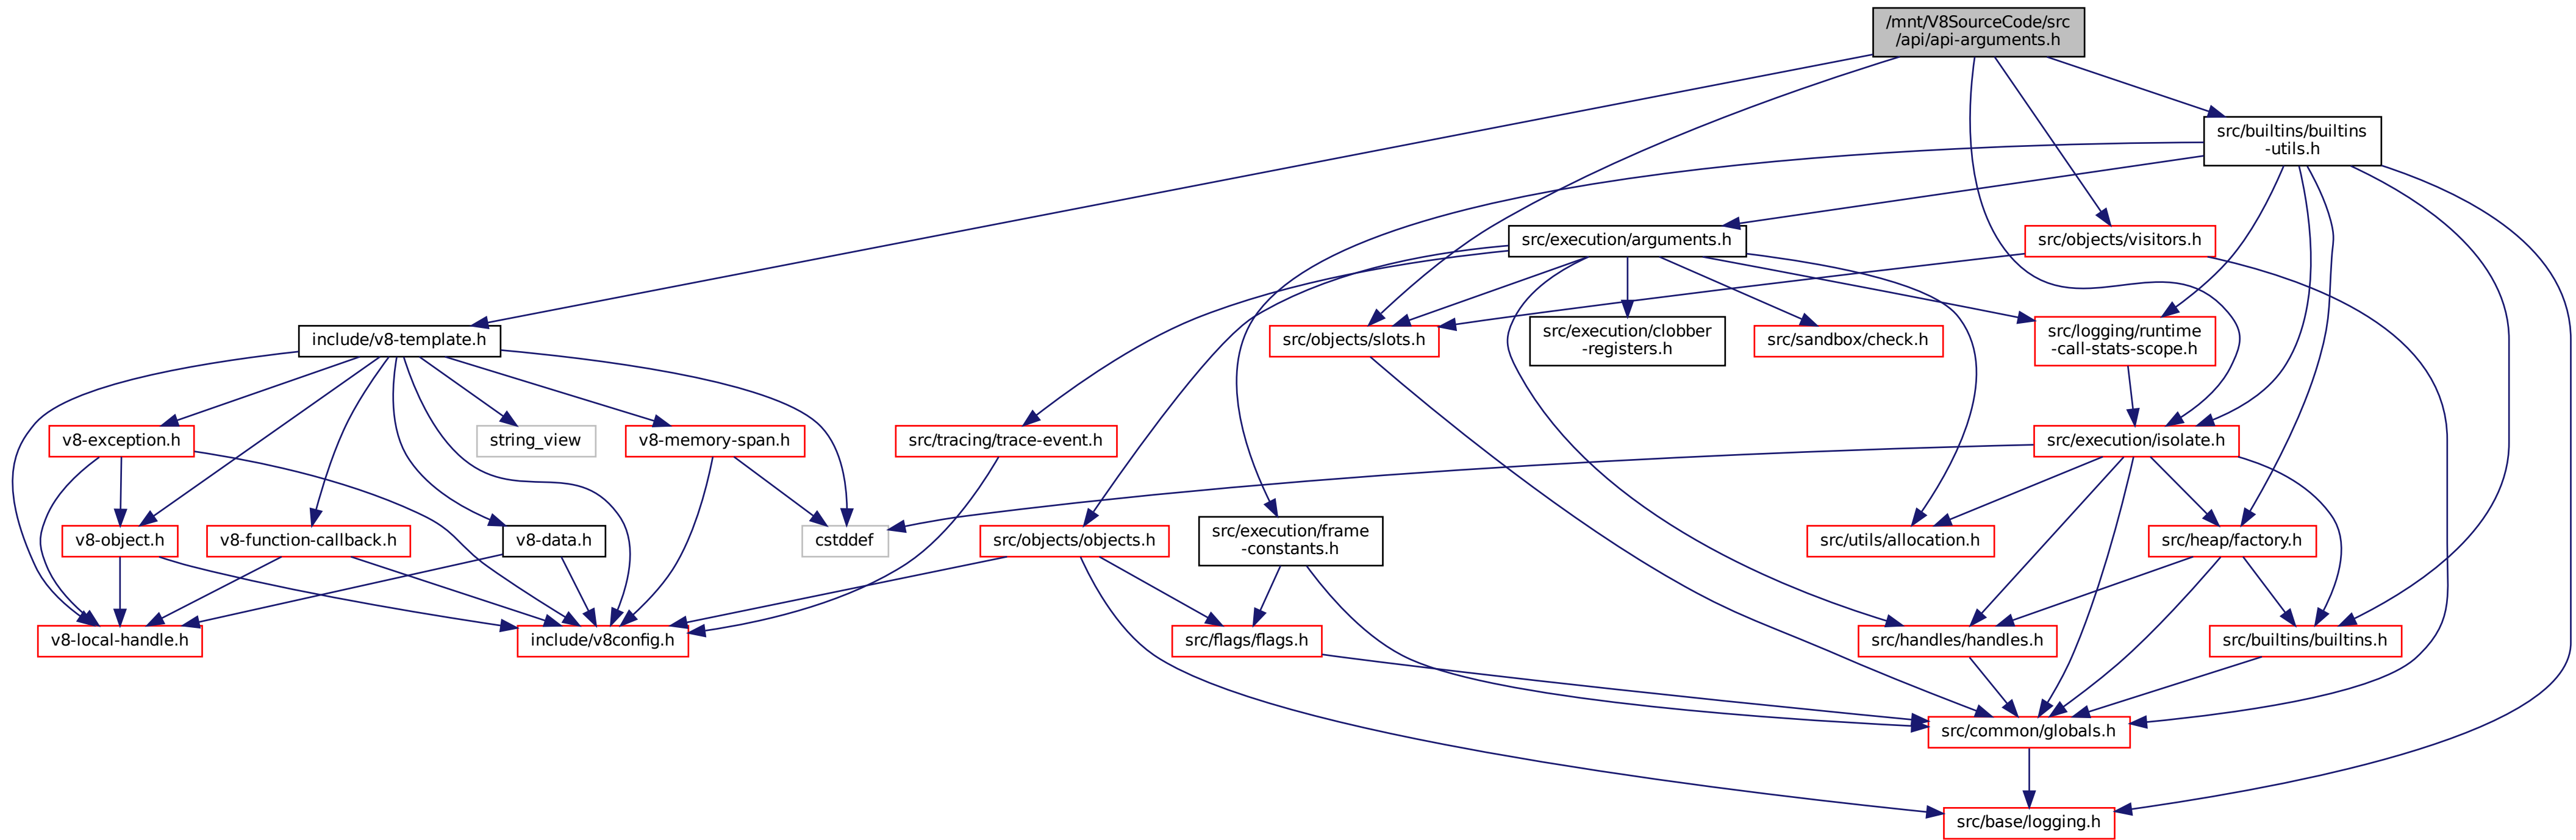 /mnt/V8SourceCode/src
/api/api-arguments.h
src/builtins/builtins
-utils.h
src/execution/arguments.h
src/objects/visitors.h
include/v8-template.h
src/objects/slots.h
src/execution/clobber
-registers.h
src/sandbox/check.h
src/logging/runtime
-call-stats-scope.h
v8-exception.h
string_view
v8-memory-span.h
src/tracing/trace-event.h
src/execution/isolate.h
v8-object.h
v8-function-callback.h
v8-data.h
cstddef
src/objects/objects.h
src/execution/frame
-constants.h
src/utils/allocation.h
src/heap/factory.h
v8-local-handle.h
include/v8config.h
src/flags/flags.h
src/handles/handles.h
src/builtins/builtins.h
src/common/globals.h
src/base/logging.h